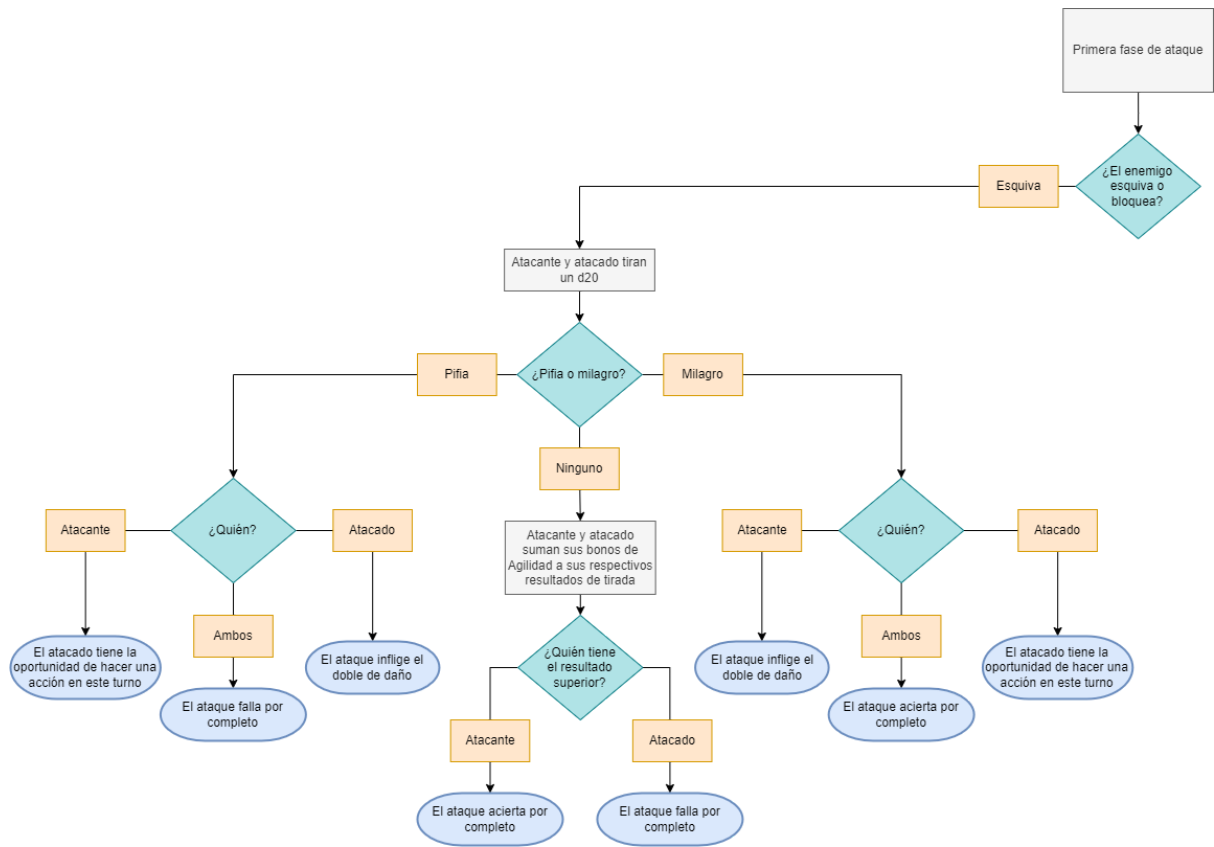 Primera fase de ataque
¿El enemigo
esquiva o
bloquea?
Esquiva
Atacante y atacado tiran
un d20
¿Pifia o milagro?
Pifia
Milagro
Ninguno
¿Quién?
Atacante
Atacado
Ambos
El atacado tiene la
oportunidad de hacer una
acción en este turno
El ataque falla por
completo
El ataque inflige el
doble de daño
Atacante y atacado
suman sus bonos de
Agilidad a sus respectivos
resultados de tirada
¿Quién tiene
el resultado
superior?
Atacante
Atacado
El ataque acierta por
completo
El ataque falla por
completo
¿Quién?
Atacante
Atacado
Ambos
El ataque inflige el
doble de daño
El ataque acierta por
completo
El atacado tiene la
oportunidad de hacer una
acción en este turno